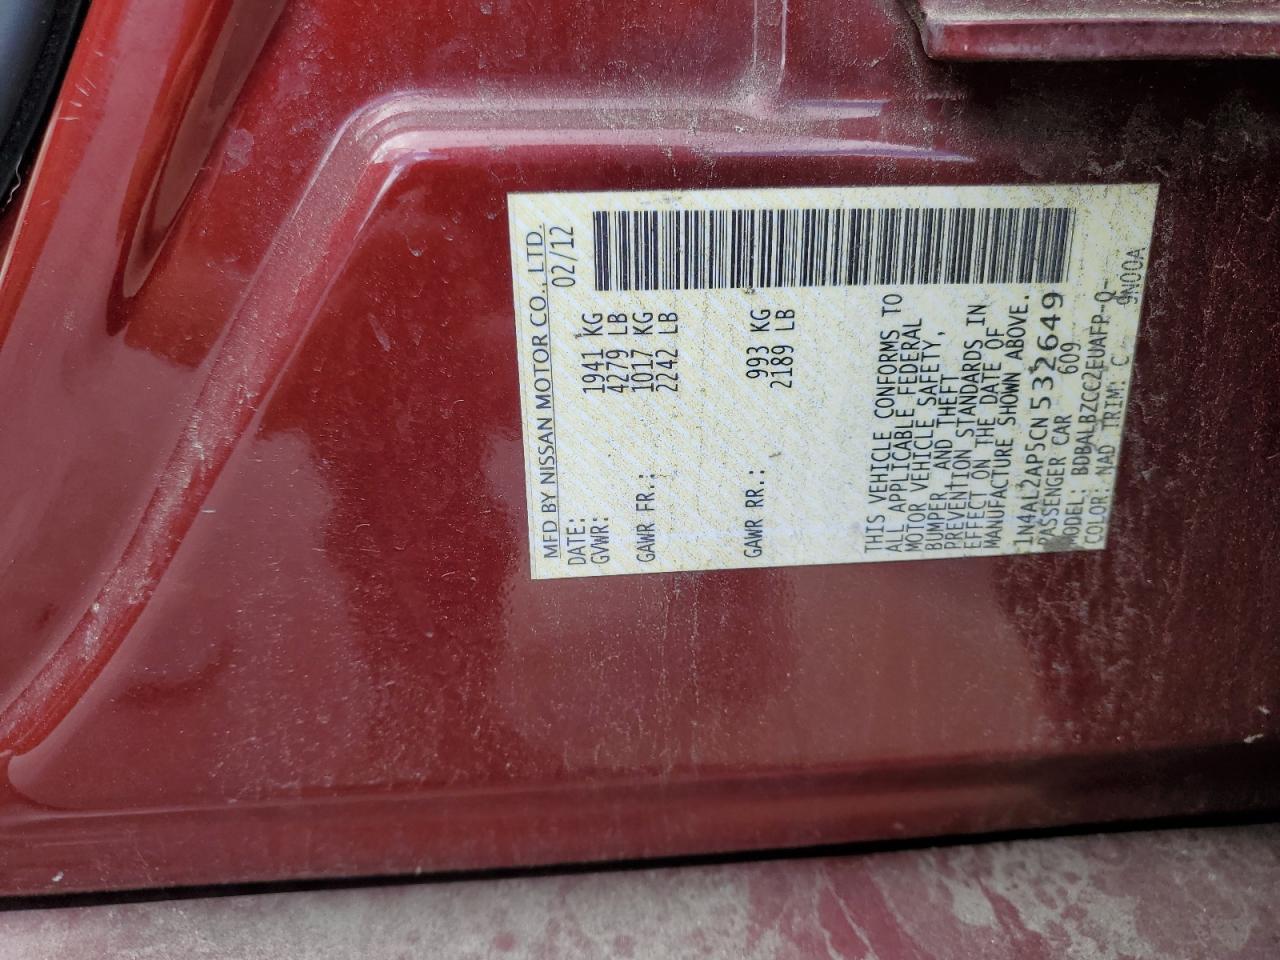 MFD BY NISSAN MOTOR CO., LTD.
DATE: 02/12
GVWR: 1941 KG
4279 LB
GAWR FR.: 1017 KG
2242 LB
GAWR RR.: 993 KG
2189 LB
THIS VEHICLE CONFORMS TO
ALL APPLICABLE FEDERAL
MOTOR VEHICLE SAFETY,
BUMPER, AND THEFT
PREVENTION STANDARDS IN
EFFECT ON THE DATE OF
MANUFACTURE SHOWN ABOVE.
1N4AL2AP5CN532649
PASSENGER CAR 609
MODEL: BDBALBZCC2EUAFP-Q-
COLOR: NAD TRIM: C 9N00A